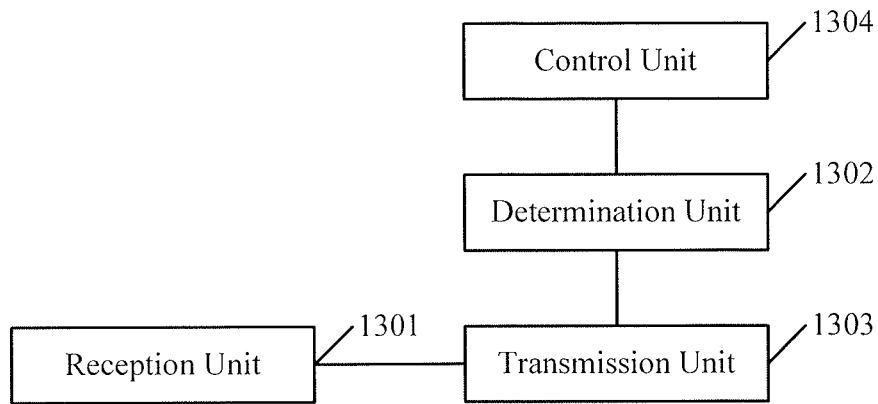 1304
Control Unit
1302
Determination Unit
1301
1303
Reception Unit
Transmission Unit